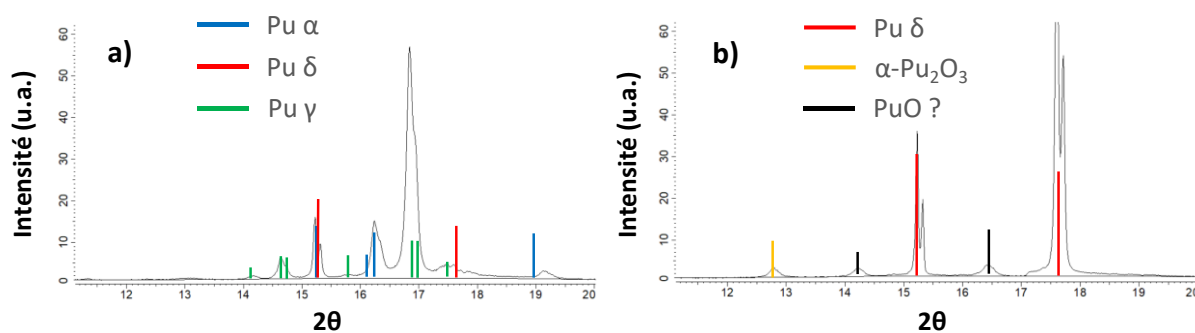 a)
Pu α
Pu δ
Pu γ
Intensité (u.a.)
60
50
40
30
20
10
0
12 13 14 15 16 17 18 19 20
2θ
b)
Pu δ
α-Pu₂O₃
PuO ?
Intensité (u.a.)
60
50
40
30
20
10
0
12 13 14 15 16 17 18 19 20
2θ